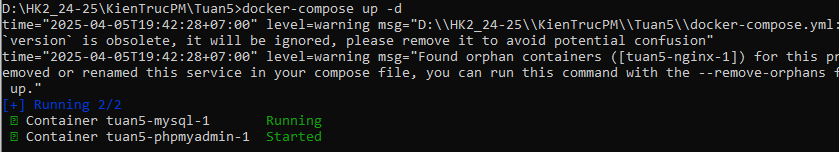 D:\HK2_24-25\KienTrucPM\Tuan5>docker-compose up -d
time="2025-04-05T19:42:28+07:00" level=warning msg="D:\\HK2_24-25\\KienTrucPM\\Tuan5\\docker-compose.yml:
`version` is obsolete, it will be ignored, please remove it to avoid potential confusion"
time="2025-04-05T19:42:28+07:00" level=warning msg="Found orphan containers ([tuan5-nginx-1]) for this pr
emoved or renamed this service in your compose file, you can run this command with the --remove-orphans f
up."
[+] Running 2/2
Container tuan5-mysql-1 Running
Container tuan5-phpmyadmin-1 Started